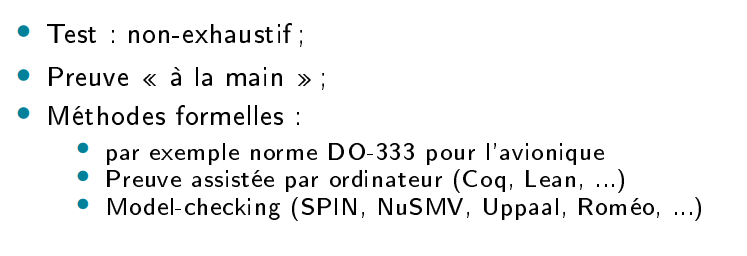 • Test : non-exhaustif ;
• Preuve « à la main » ;
• Méthodes formelles :
• par exemple norme DO-333 pour l'avionique
• Preuve assistée par ordinateur (Coq, Lean, ...)
• Model-checking (SPIN, NuSMV, Uppaal, Roméo, ...)